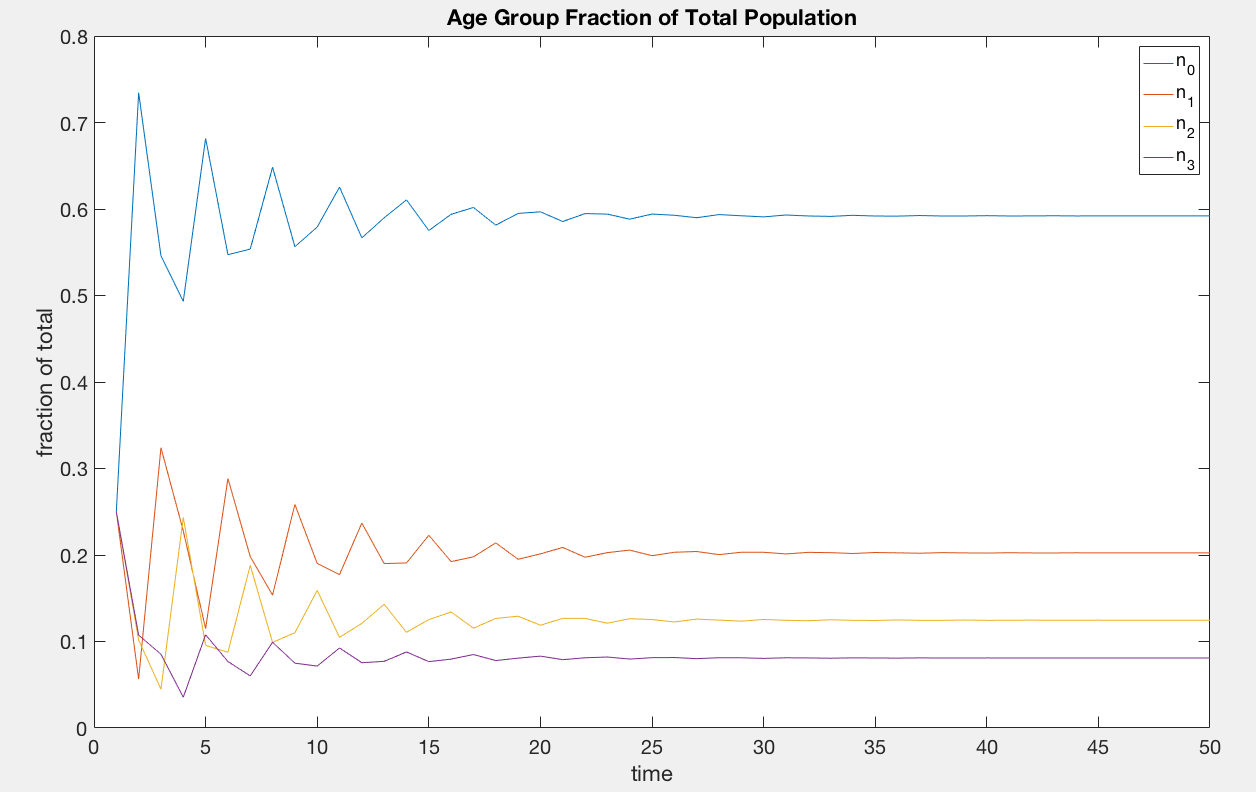 Age Group Fraction of Total Population
0.8
0.7
0.6
0.5
0.4
0.3
0.2
0.1
0
fraction of total
n0
n1
n2
n3
0 5 10 15 20 25 30 35 40 45 50
time